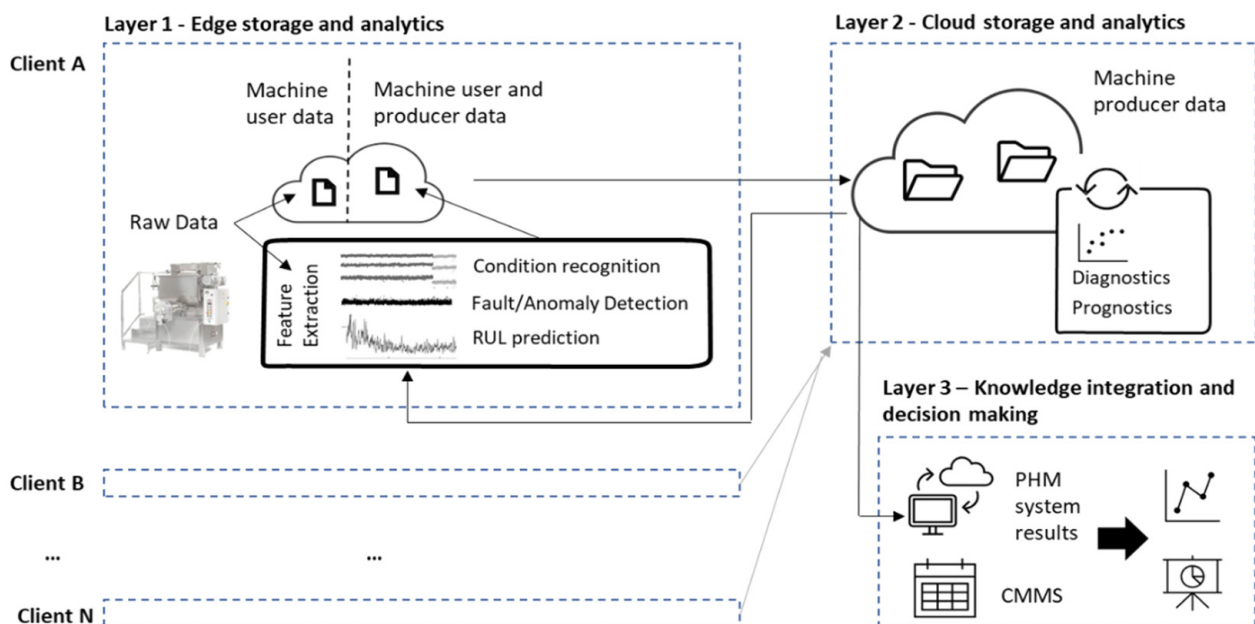 Layer 1 - Edge storage and analytics
Layer 2 - Cloud storage and analytics
Client A
Machine
user data
Machine user and
producer data
Machine
producer data
Raw Data
Feature
Extraction
Condition recognition
Fault/Anomaly Detection
RUL prediction
Diagnostics
Prognostics
Layer 3 – Knowledge integration and
decision making
Client B
PHM
system
results
...
...
CMMS
Client N